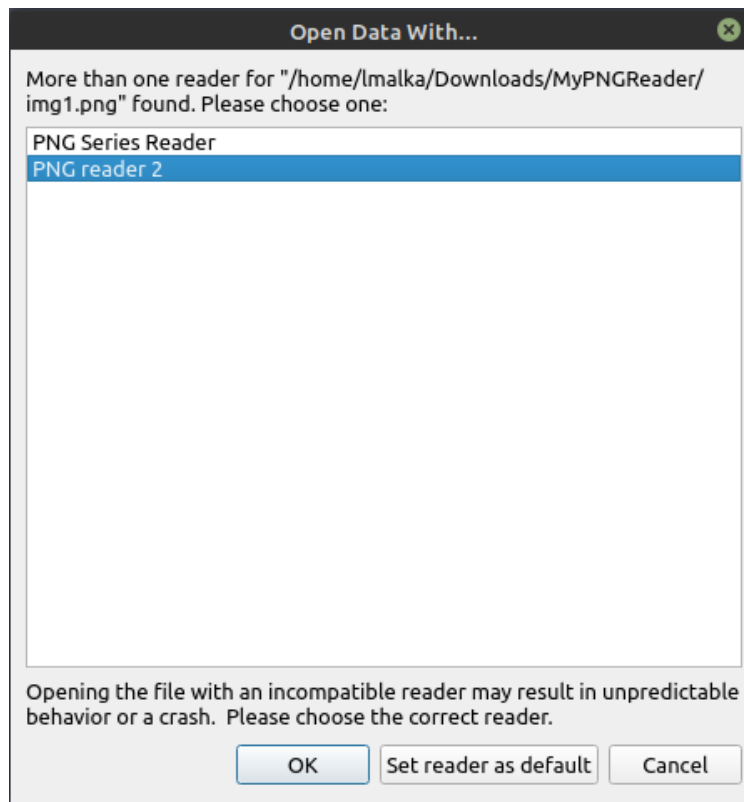 Open Data With...
More than one reader for "/home/lmalka/Downloads/MyPNGReader/
img1.png" found. Please choose one:
PNG Series Reader
PNG reader 2
Opening the file with an incompatible reader may result in unpredictable
behavior or a crash.  Please choose the correct reader.
OK
Set reader as default
Cancel